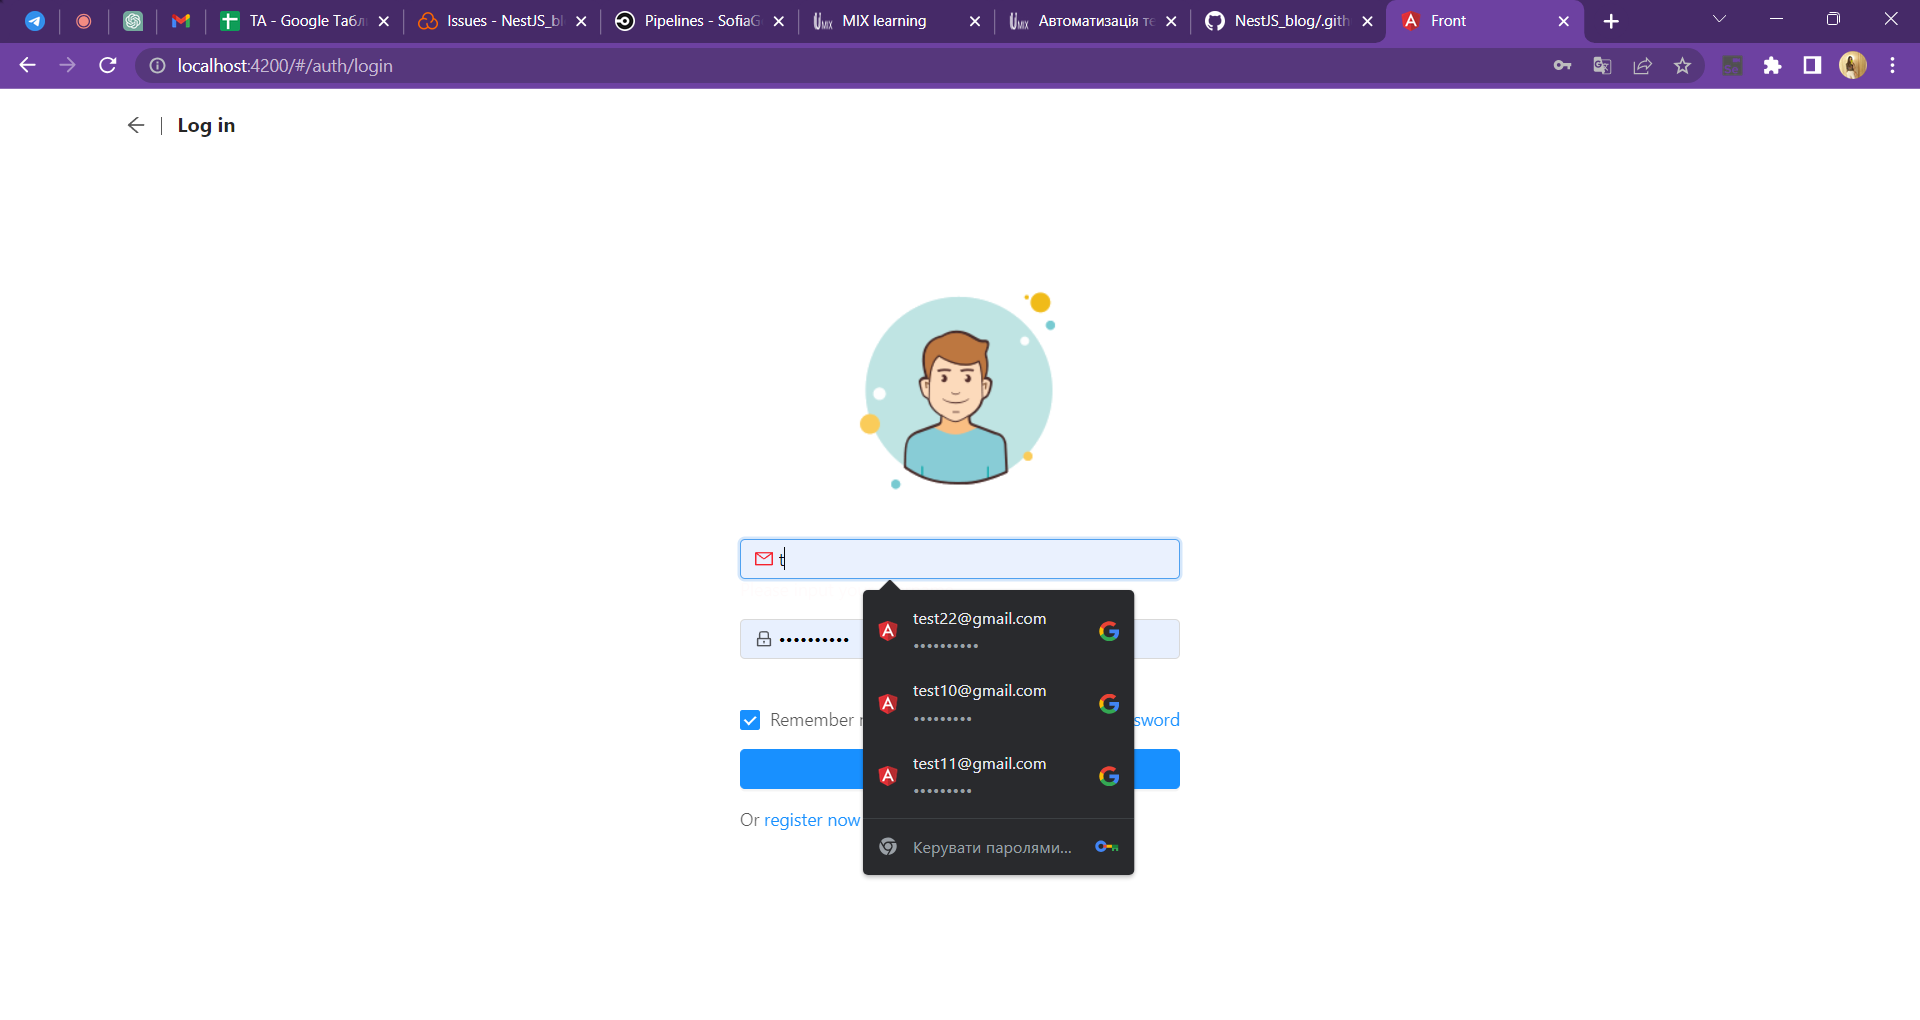 TA - Google Табл
Issues - NestJS_bl
Pipelines - SofiaG
MIX learning
Автоматизація те
NestJS_blog/.gith
Front
localhost:4200/#/auth/login
Log in
t
test22@gmail.com
test10@gmail.com
Remember
sword
test11@gmail.com
Or register now
Керувати паролями...